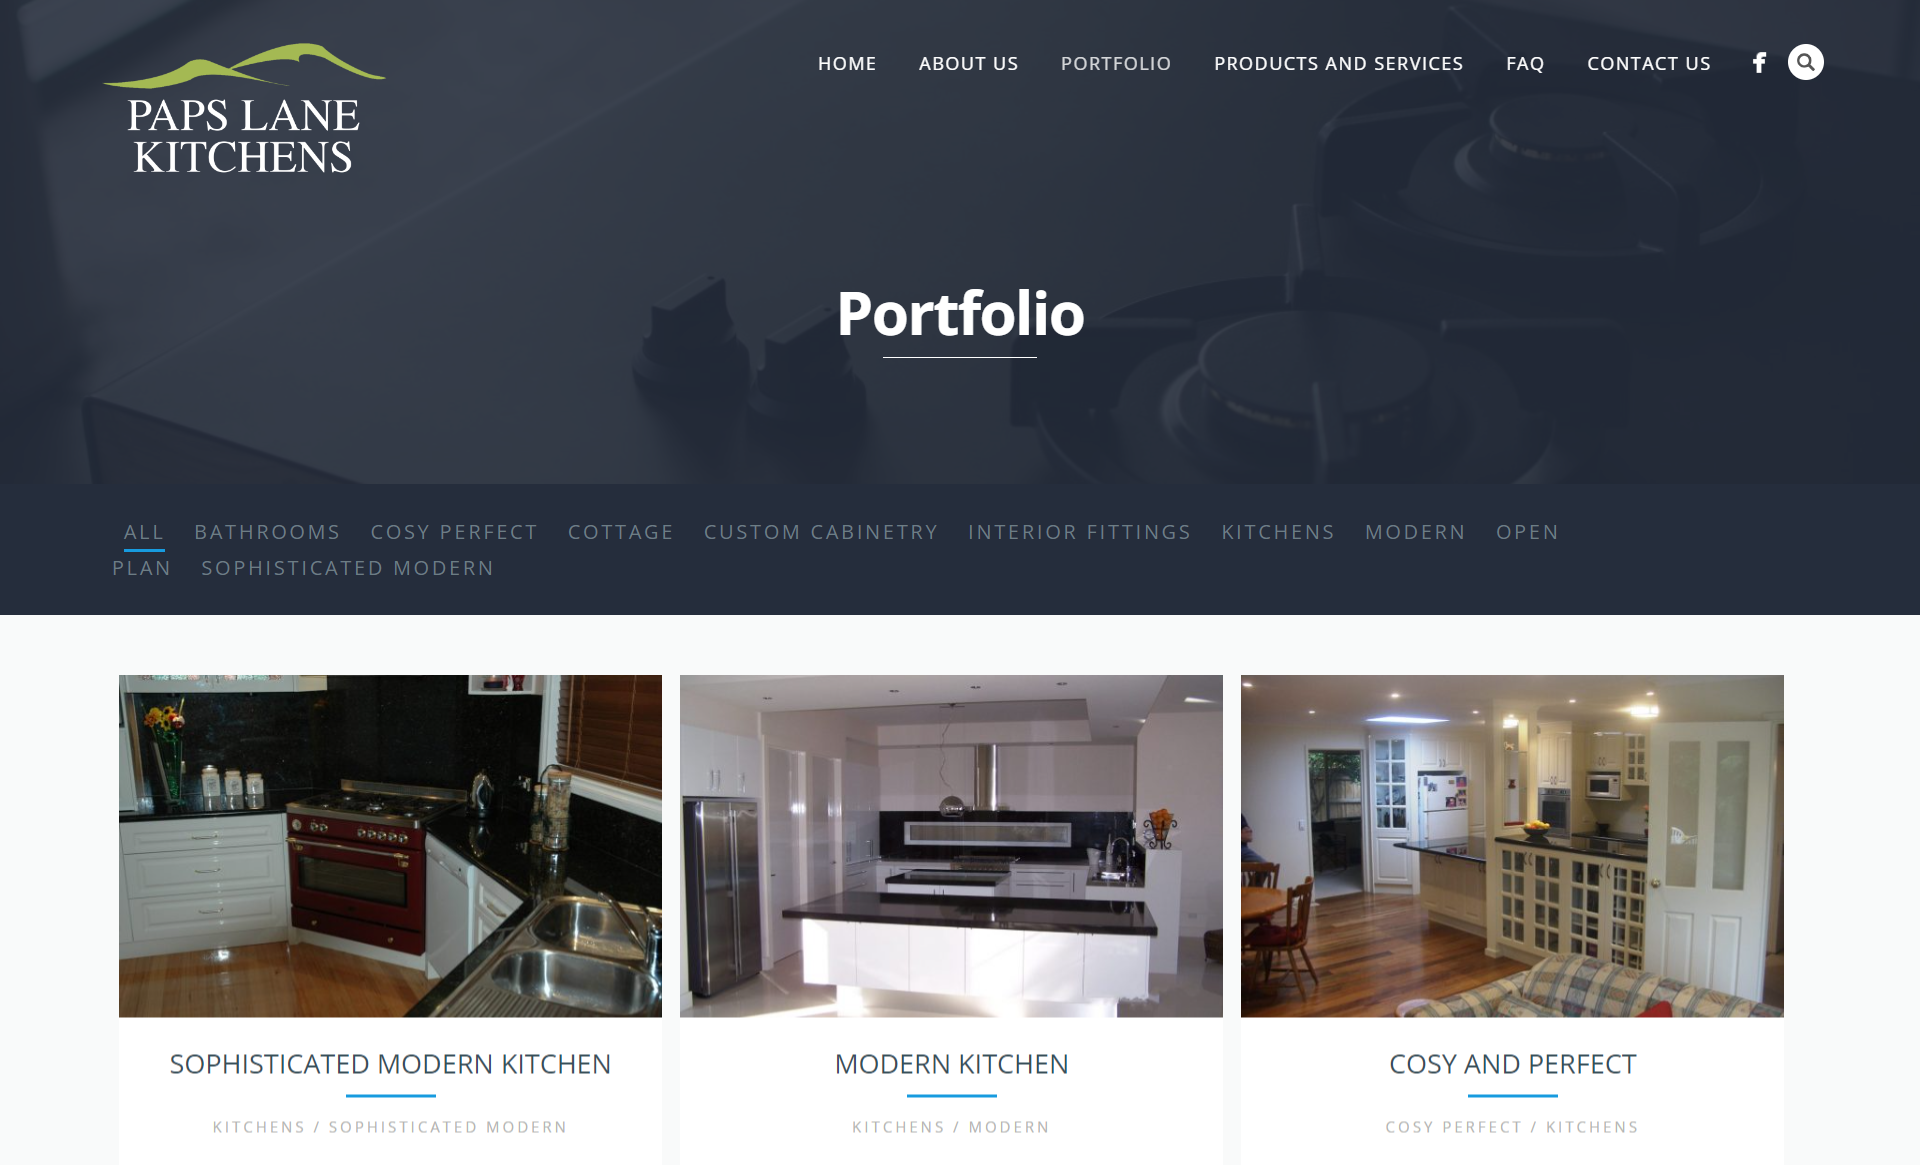 PAPS LANE
KITCHENS
HOME ABOUT US PORTFOLIO PRODUCTS AND SERVICES FAQ CONTACT US
Portfolio
ALL BATHROOMS COSY PERFECT COTTAGE CUSTOM CABINETRY INTERIOR FITTINGS KITCHENS MODERN OPEN
PLAN SOPHISTICATED MODERN
SOPHISTICATED MODERN KITCHEN
KITCHENS / SOPHISTICATED MODERN
MODERN KITCHEN
KITCHENS / MODERN
COSY AND PERFECT
COSY PERFECT / KITCHENS